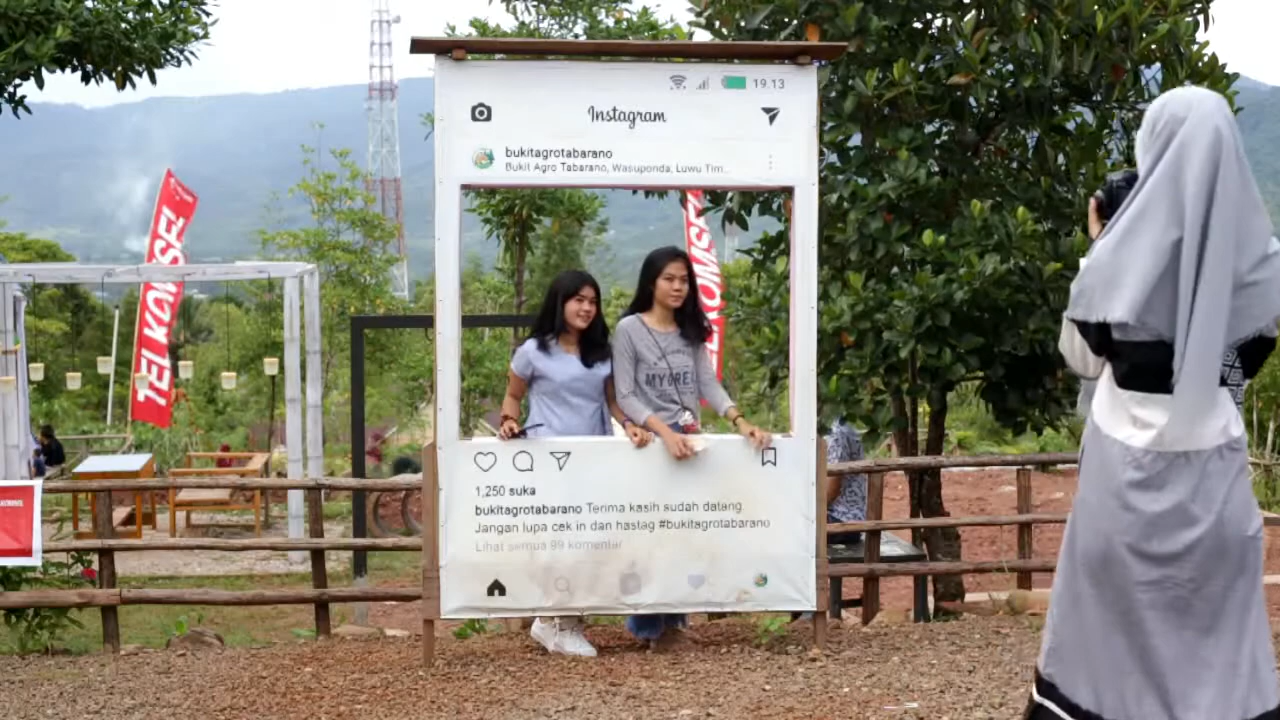 19.13
Instagram
bukitagrotabarano
Bukit Agro Tabarano, Wasuponda, Luwu Tim...
TELKOMSEL
1,250 suka
bukitagrotabarano Terima kasih sudah datang
Jangan lupa cek in dan hastag #bukitagrotabarano
Lihat semua 99 komentar